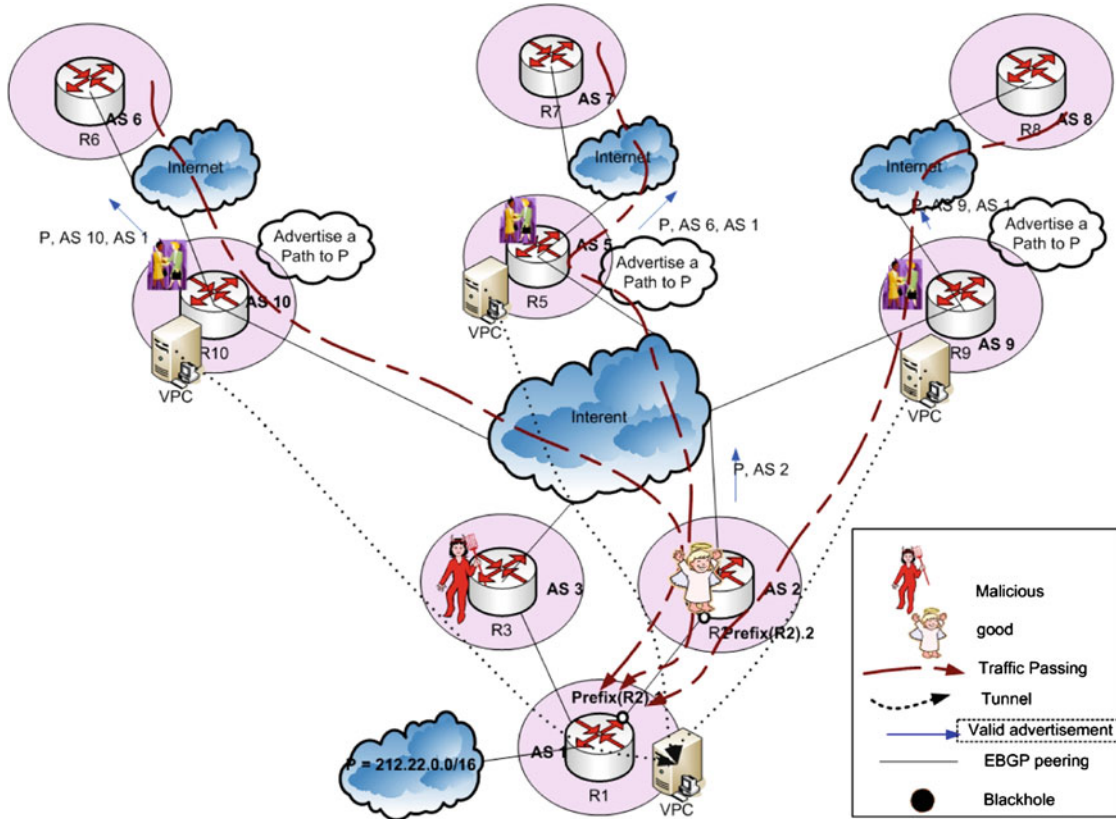 R6
AS 6
Internet
P, AS 10, AS 1
Advertise a
Path to P
AS 10
R10
VPC
R7
AS 7
Internet
P, AS 6, AS 1
AS 5
Advertise a
Path to P
R5
VPC
R8
AS 8
Internet
P, AS 9, AS 1
Advertise a
Path to P
R9
AS 9
VPC
Interent
P, AS 2
AS 3
R3
AS 2
R2
Prefix(R2).2
Prefix(R2)
AS 1
P = 212.22.0.0/16
R1
VPC
Malicious
good
Traffic Passing
Tunnel
Valid advertisement
EBGP peering
Blackhole